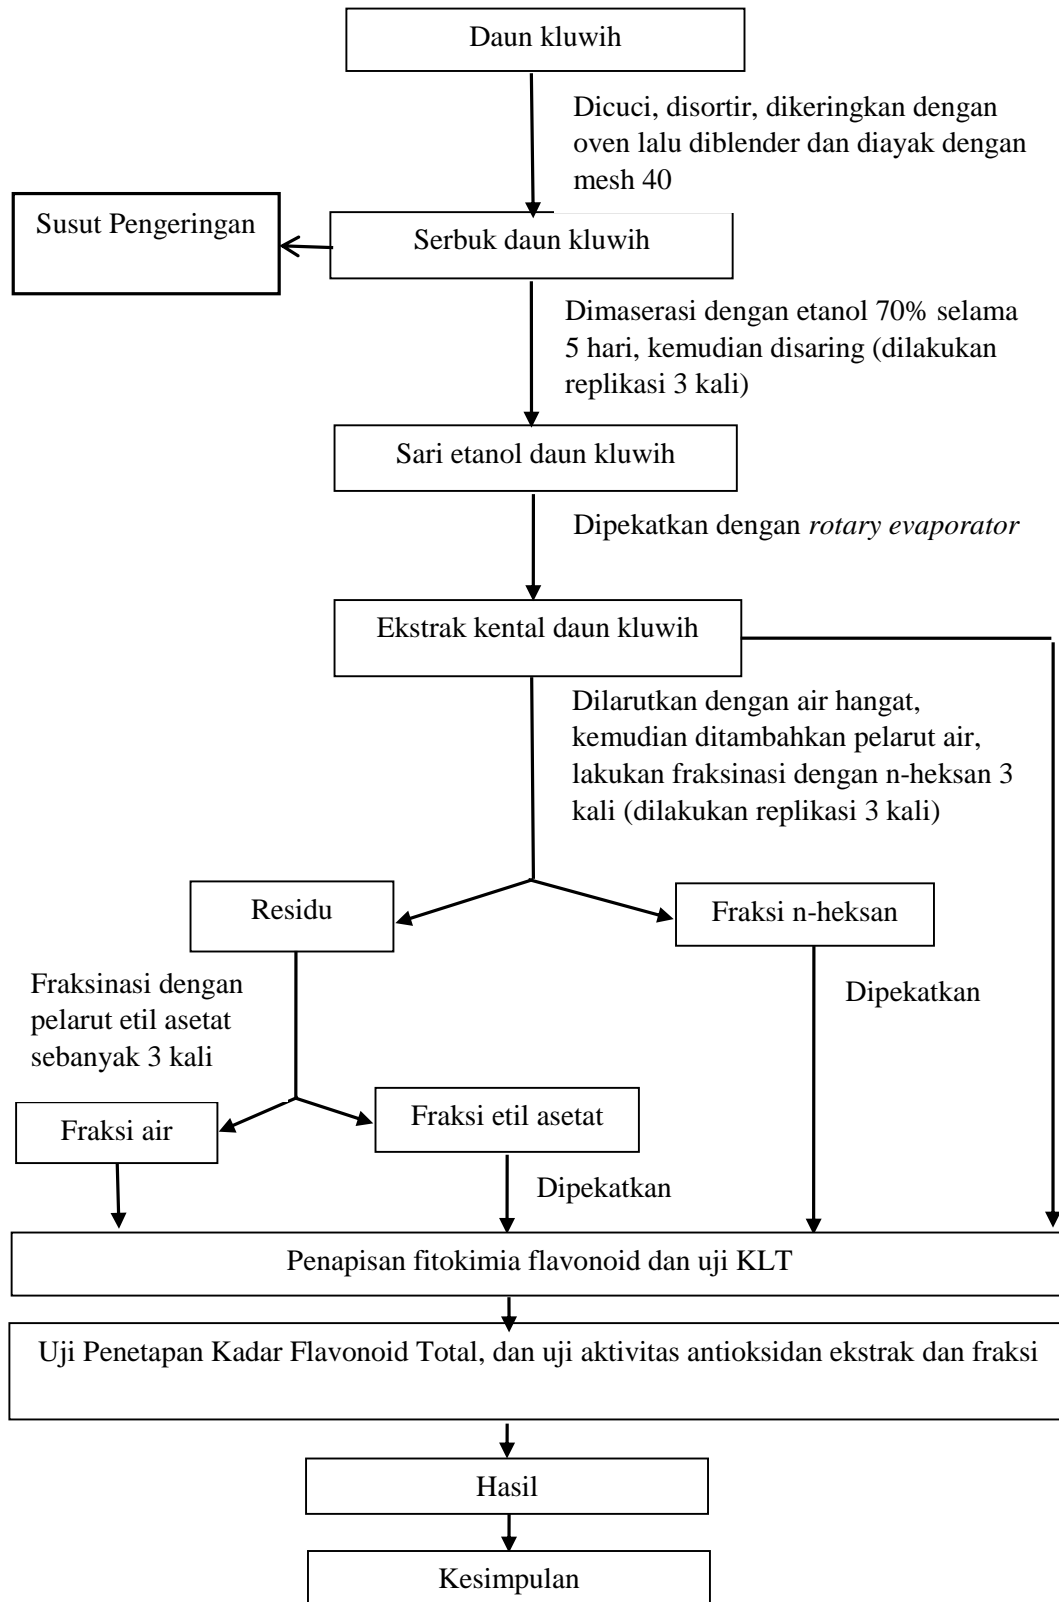 Daun kluwih
Dicuci, disortir, dikeringkan dengan
oven lalu diblender dan diayak dengan
mesh 40
Susut Pengeringan
Serbuk daun kluwih
Dimaserasi dengan etanol 70% selama
5 hari, kemudian disaring (dilakukan
replikasi 3 kali)
Sari etanol daun kluwih
Dipekatkan dengan rotary evaporator
Ekstrak kental daun kluwih
Dilarutkan dengan air hangat,
kemudian ditambahkan pelarut air,
lakukan fraksinasi dengan n-heksan 3
kali (dilakukan replikasi 3 kali)
Residu
Fraksi n-heksan
Fraksinasi dengan
pelarut etil asetat
sebanyak 3 kali
Dipekatkan
Fraksi air
Fraksi etil asetat
Dipekatkan
Penapisan fitokimia flavonoid dan uji KLT
Uji Penetapan Kadar Flavonoid Total, dan uji aktivitas antioksidan ekstrak dan fraksi
Hasil
Kesimpulan